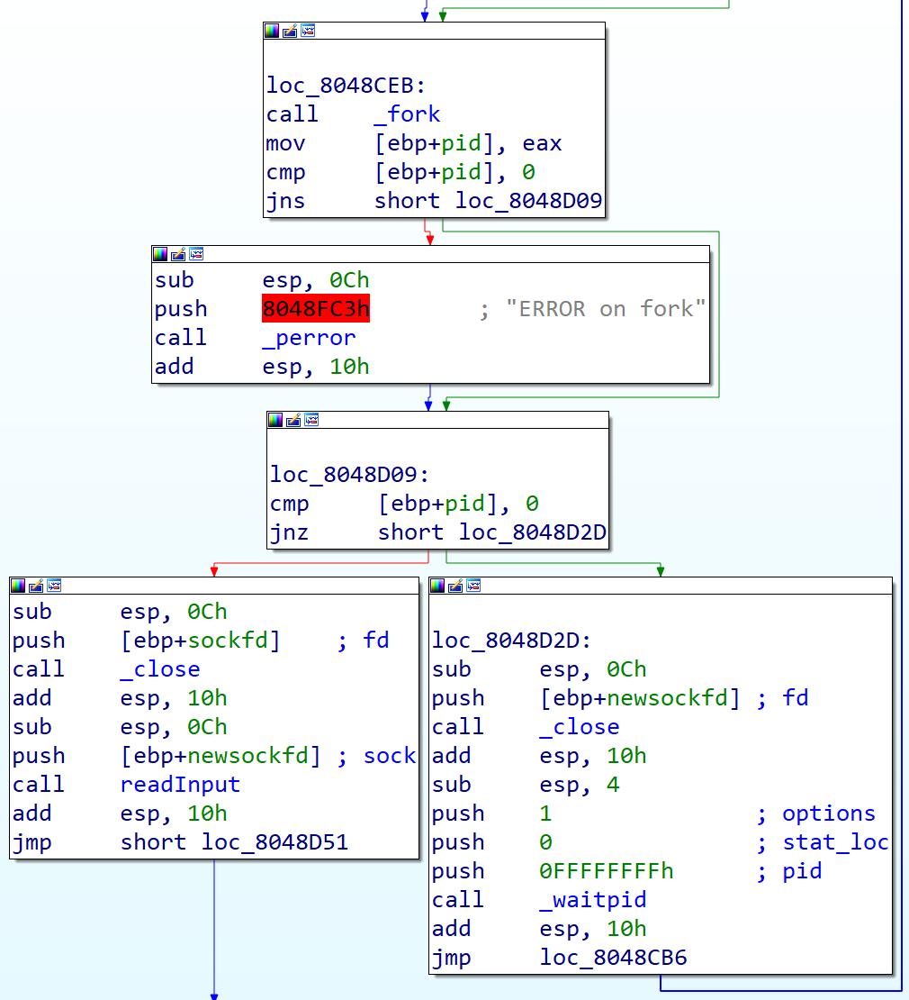 loc_8048CEB:
call _fork
mov [ebp+pid], eax
cmp [ebp+pid], 0
jns short loc_8048D09
sub esp, 0Ch
push 8048FC3h ; "ERROR on fork"
call _perror
add esp, 10h
loc_8048D09:
cmp [ebp+pid], 0
jnz short loc_8048D2D
sub esp, 0Ch
push [ebp+sockfd] ; fd
call _close
add esp, 10h
sub esp, 0Ch
push [ebp+newsockfd] ; sock
call readInput
add esp, 10h
jmp short loc_8048D51
loc_8048D2D:
sub esp, 0Ch
push [ebp+newsockfd] ; fd
call _close
add esp, 10h
sub esp, 4
push 1 ; options
push 0 ; stat_loc
push 0FFFFFFFFh ; pid
call _waitpid
add esp, 10h
jmp loc_8048CB6